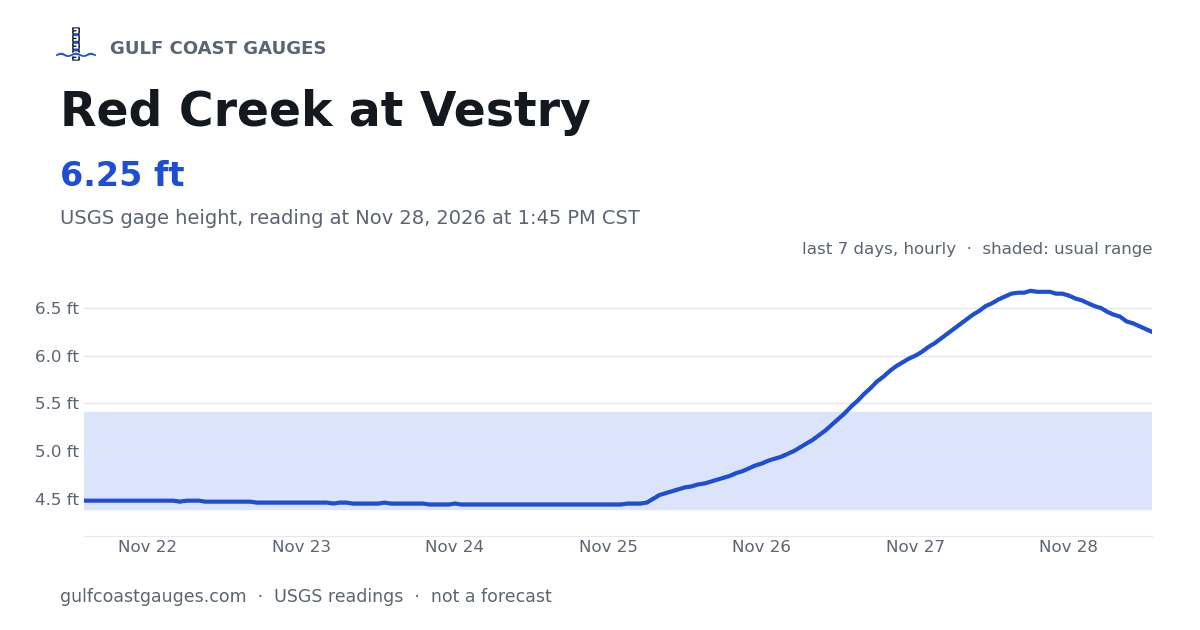 GULF COAST GAUGES
Red Creek at Vestry
6.25 ft
USGS gage height, reading at Nov 28, 2026 at 1:45 PM CST
last 7 days, hourly · shaded: usual range
6.5 ft
6.0 ft
5.5 ft
5.0 ft
4.5 ft
Nov 22 Nov 23 Nov 24 Nov 25 Nov 26 Nov 27 Nov 28
gulfcoastgauges.com · USGS readings · not a forecast